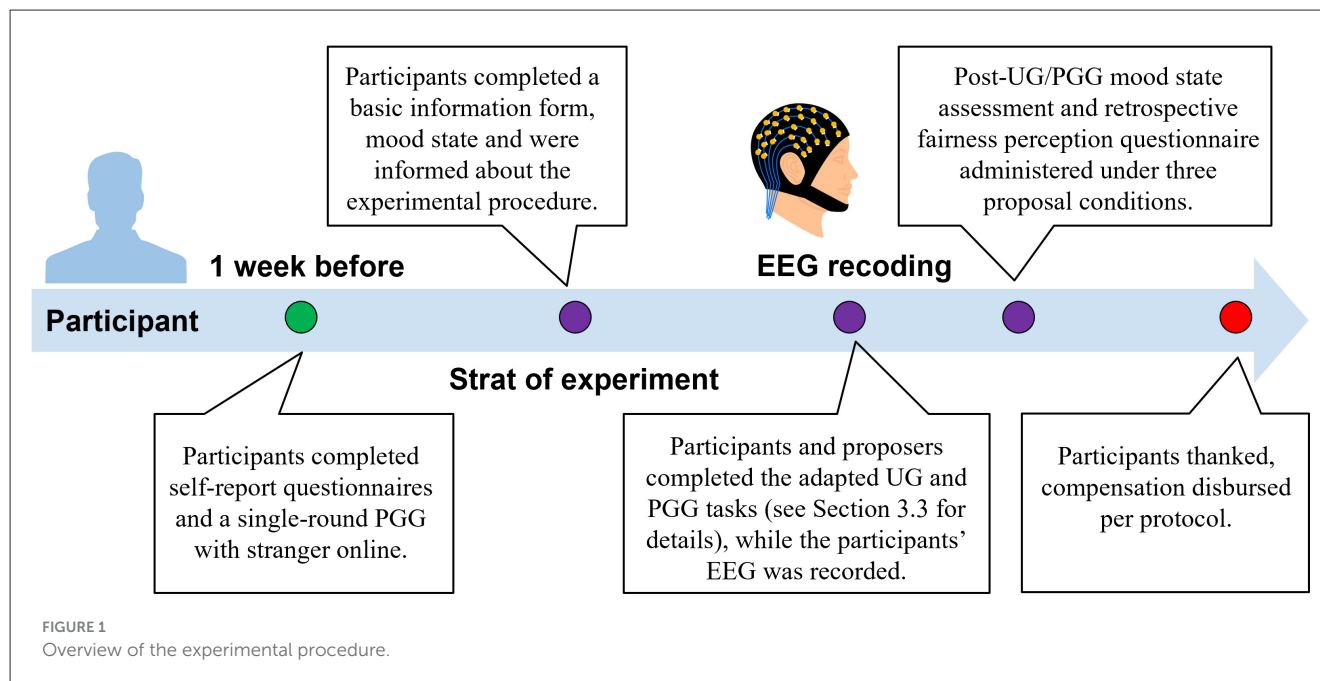 Participants completed a
basic information form,
mood state and were
informed about the
experimental procedure.
Post-UG/PGG mood state
assessment and retrospective
fairness perception questionnaire
administered under three
proposal conditions.
1 week before
EEG recoding
Participant
Strat of experiment
Participants completed
self-report questionnaires
and a single-round PGG
with stranger online.
Participants and proposers
completed the adapted UG and
PGG tasks (see Section 3.3 for
details), while the participants’
EEG was recorded.
Participants thanked,
compensation disbursed
per protocol.
FIGURE 1
Overview of the experimental procedure.